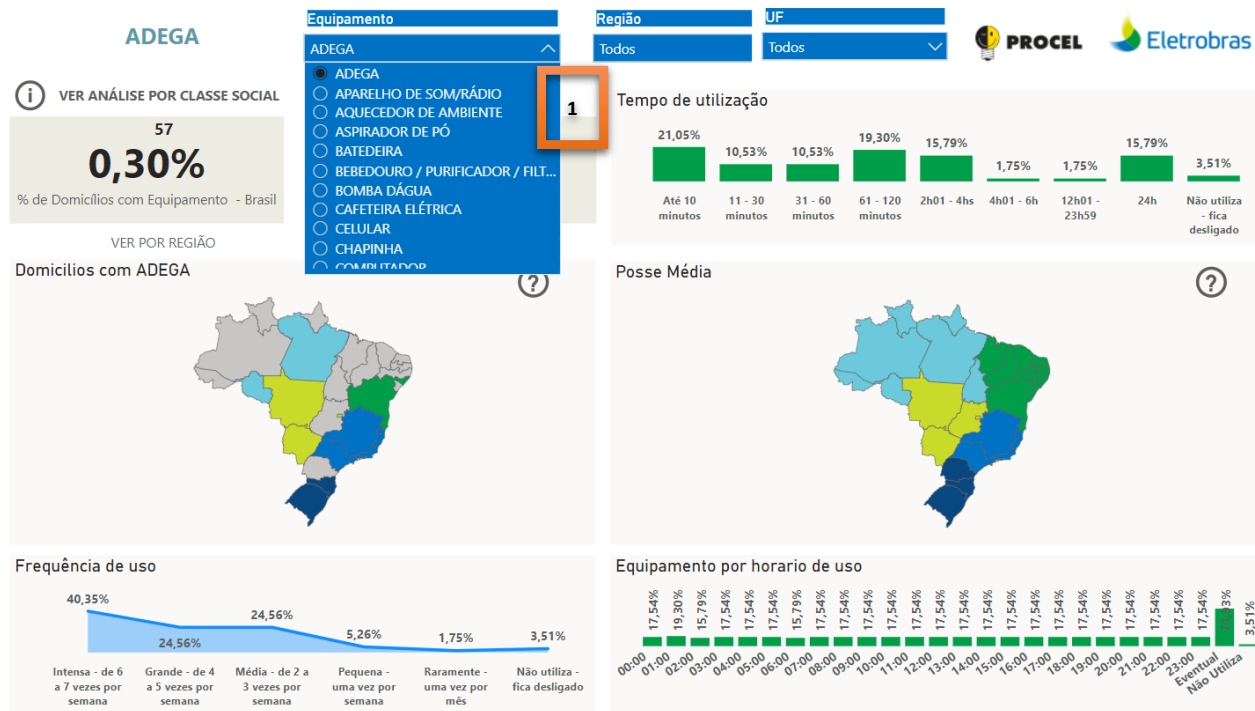 ADEGA
Equipamento
Região
UF
ADEGA
Todos
Todos
PROCEL
Eletrobras
ADEGA
APARELHO DE SOM/RÁDIO
AQUECEDOR DE AMBIENTE
ASPIRADOR DE PÓ
BATEDEIRA
BEBEDOURO / PURIFICADOR / FILT...
BOMBA DÁGUA
CAFETEIRA ELÉTRICA
CELULAR
CHAPINHA
COMPUTADOR
1
i
VER ANÁLISE POR CLASSE SOCIAL
57
0,30%
% de Domicílios com Equipamento - Brasil
VER POR REGIÃO
Tempo de utilização
21,05% 10,53% 10,53% 19,30% 15,79% 1,75% 1,75% 15,79% 3,51%
Até 10 11 - 30 31 - 60 61 - 120 2h01 - 4hs 4h01 - 6h 12h01 - 24h Não utiliza
minutos minutos minutos minutos 23h59 - fica
desligado
Domicilios com ADEGA
?
Posse Média
?
Frequência de uso
40,35% 24,56% 24,56% 5,26% 1,75% 3,51%
Intensa - de 6 Grande - de 4 Média - de 2 a Pequena - Raramente - Não utiliza -
a 7 vezes por a 5 vezes por 3 vezes por uma vez por uma vez por fica desligado
semana semana semana semana mês
Equipamento por horario de uso
17,54% 19,30% 15,79% 17,54% 17,54% 17,54% 15,79% 17,54% 17,54% 17,54% 17,54% 17,54% 17,54% 17,54% 17,54% 17,54% 17,54% 17,54% 17,54% 17,54% 17,54% 17,54% 17,54% 17,54% 3,51%
00:00 01:00 02:00 03:00 04:00 05:00 06:00 07:00 08:00 09:00 10:00 11:00 12:00 13:00 14:00 15:00 16:00 17:00 18:00 19:00 20:00 21:00 22:00 23:00 Eventual Não Utiliza